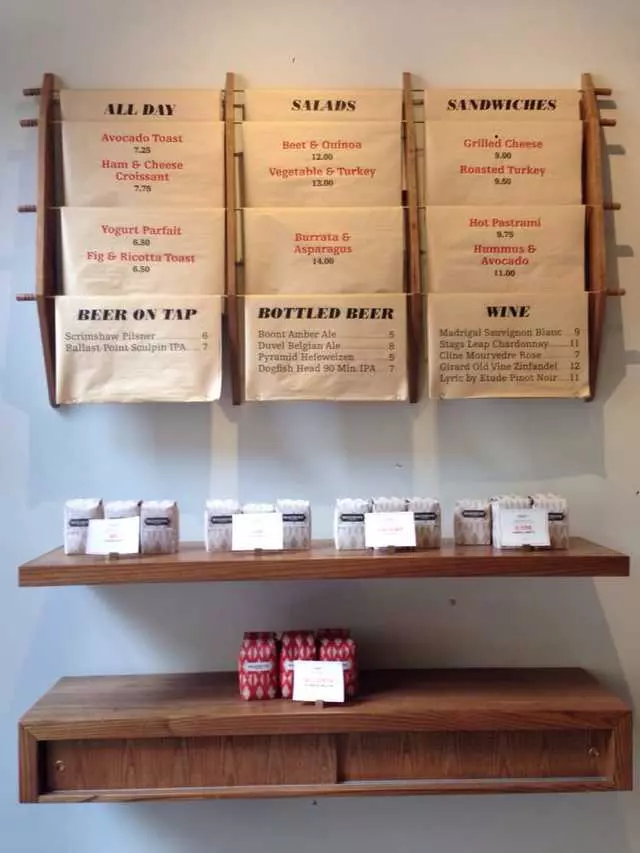 ALL DAY
Avocado Toast
7.25
Ham & Cheese
Croissant
7.75
Yogurt Parfait
6.50
Fig & Ricotta Toast
6.50
SALADS
Beet & Quinoa
12.00
Vegetable & Turkey
13.00
Burrata &
Asparagus
14.00
SANDWICHES
Grilled Cheese
9.00
Roasted Turkey
9.50
Hot Pastrami
9.75
Hummus &
Avocado
11.00
BEER ON TAP
Scrimshaw Pilsner 6
Ballast Point Sculpin IPA 7
BOTTLED BEER
Boont Amber Ale 5
Duvel Belgian Ale 8
Pyramid Hefeweizen 5
Dogfish Head 90 Min. IPA 7
WINE
Madrigal Sauvignon Blanc 9
Stags Leap Chardonnay 11
Cline Mourvedre Rose 7
Girard Old Vine Zinfandel 12
Lyric by Etude Pinot Noir 11